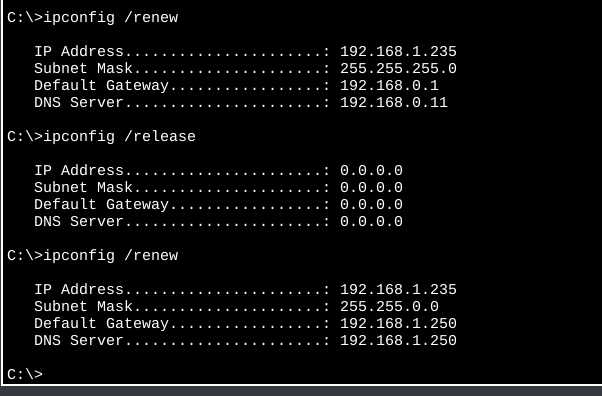 C:\>ipconfig /renew
IP Address......................: 192.168.1.235
Subnet Mask.....................: 255.255.255.0
Default Gateway.................: 192.168.0.1
DNS Server......................: 192.168.0.11
C:\>ipconfig /release
IP Address......................: 0.0.0.0
Subnet Mask.....................: 0.0.0.0
Default Gateway.................: 0.0.0.0
DNS Server......................: 0.0.0.0
C:\>ipconfig /renew
IP Address......................: 192.168.1.235
Subnet Mask.....................: 255.255.0.0
Default Gateway.................: 192.168.1.250
DNS Server......................: 192.168.1.250
C:\>